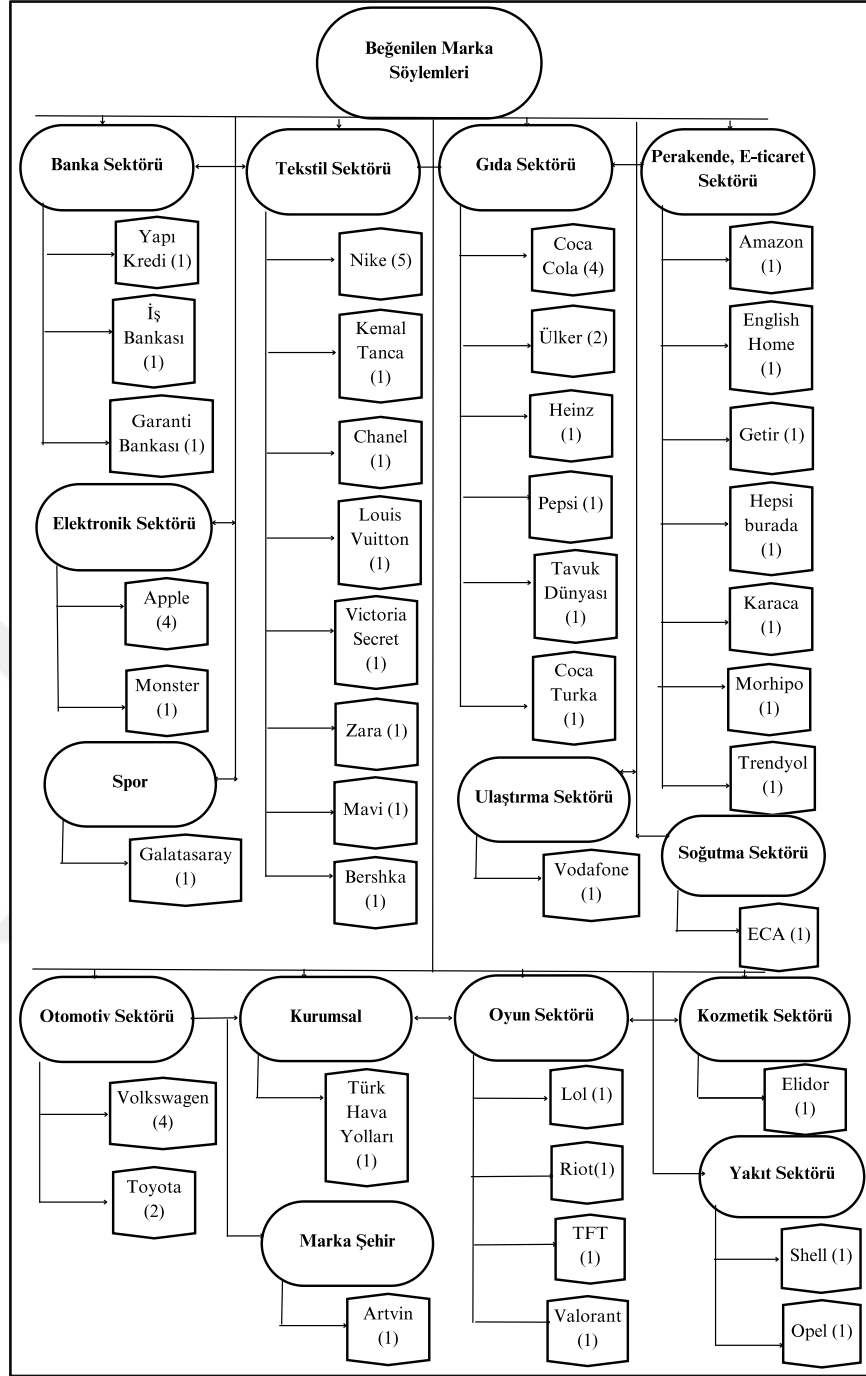 Beğenilen Marka
Söylemleri
Banka Sektörü
Yapı
Kredi (1)
İş
Bankası
(1)
Garanti
Bankası (1)
Tekstil Sektörü
Nike (5)
Kemal
Tanca
(1)
Chanel
(1)
Louis
Vuitton
(1)
Victoria
Secret
(1)
Zara (1)
Mavi (1)
Bershka
(1)
Gıda Sektörü
Coca
Cola (4)
Ülker (2)
Heinz
(1)
Pepsi (1)
Tavuk
Dünyası
(1)
Coca
Turka
(1)
Perakende, E-ticaret
Sektörü
Amazon
(1)
English
Home
(1)
Getir (1)
Hepsi
burada
(1)
Karaca
(1)
Morhipo
(1)
Trendyol
(1)
Elektronik Sektörü
Apple
(4)
Monster
(1)
Spor
Galatasaray
(1)
Ulaştırma Sektörü
Vodafone
(1)
Soğutma Sektörü
ECA (1)
Otomotiv Sektörü
Volkswagen
(4)
Toyota
(2)
Kurumsal
Türk
Hava
Yolları
(1)
Marka Şehir
Artvin
(1)
Oyun Sektörü
Lol (1)
Riot(1)
TFT
(1)
Valorant
(1)
Kozmetik Sektörü
Elidor
(1)
Yakıt Sektörü
Shell (1)
Opel (1)